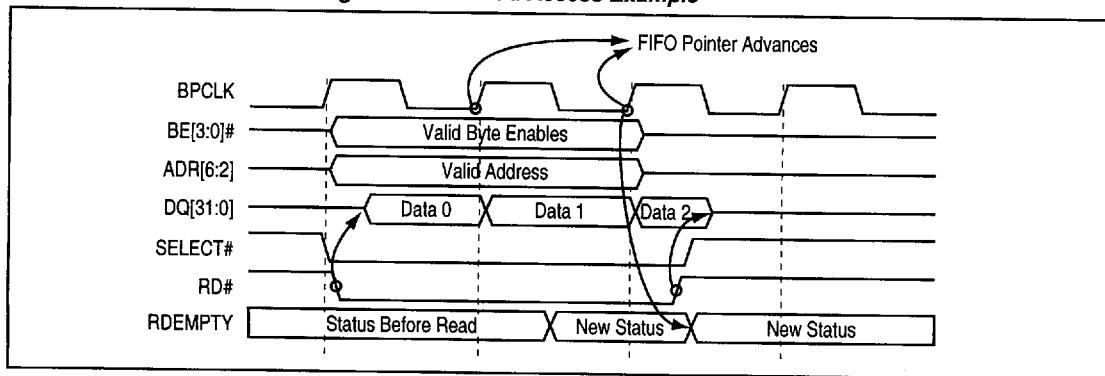 Example
FIFO Pointer Advances
BPCLK
BE[3:0]# Valid Byte Enables
ADR[6:2] Valid Address
DQ[31:0] Data 0 Data 1 Data 2
SELECT#
RD#
RDEMPTY Status Before Read New Status New Status